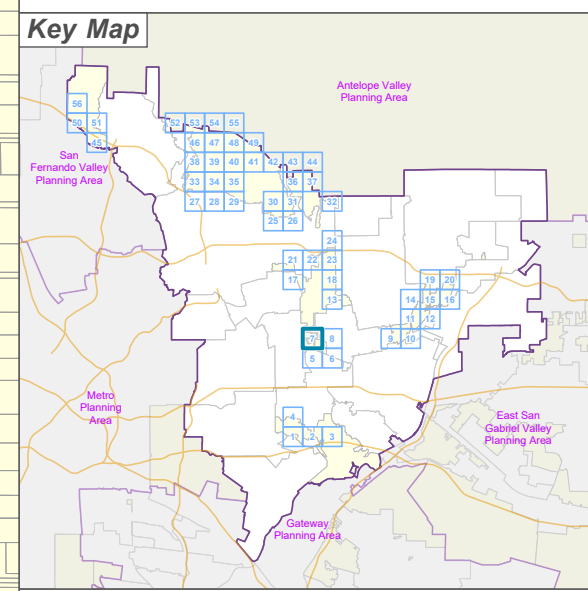 Key Map
Antelope Valley
Planning Area
56
50 51
52 53 54 55
45
46 47 48 49
San
Fernando Valley
Planning Area
38 39 40 41 42 43 44
33 34 35
36 37
27 28 29
30 31
32
25 26
24
21 22 23
17
18
19 20
13
14 15 16
11 12
7 8
9 10
5 6
Metro
Planning
Area
4
1 2 3
East San
Gabriel Valley
Planning Area
Gateway
Planning Area